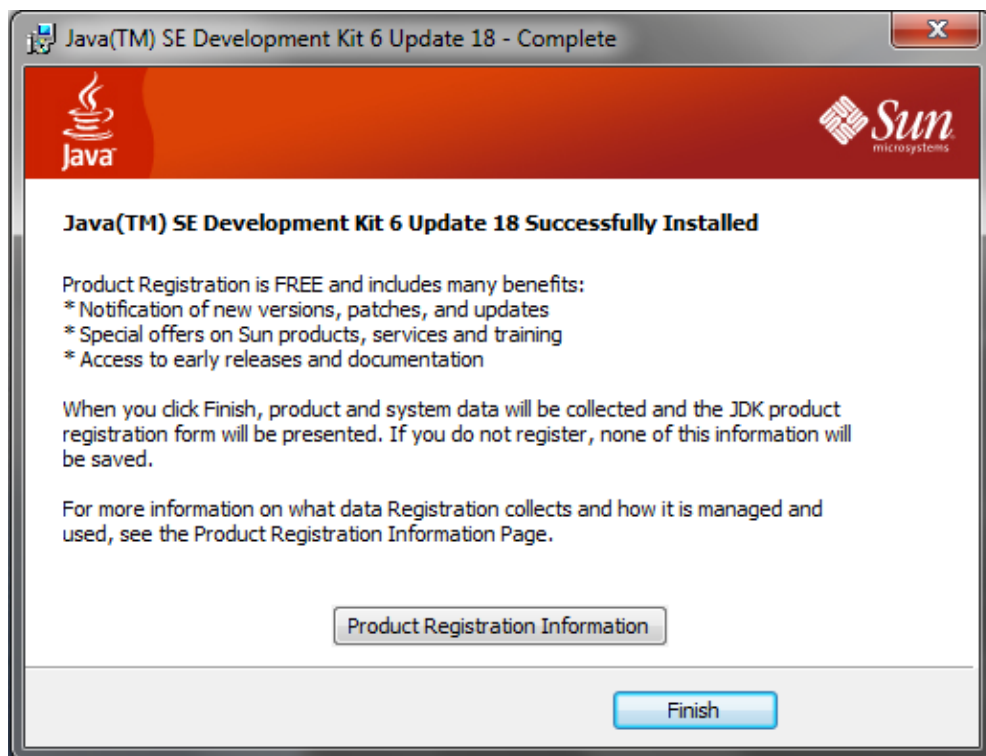 Java(TM) SE Development Kit 6 Update 18 - Complete
Java
Sun
microsystems
Java(TM) SE Development Kit 6 Update 18 Successfully Installed
Product Registration is FREE and includes many benefits:
* Notification of new versions, patches, and updates
* Special offers on Sun products, services and training
* Access to early releases and documentation
When you click Finish, product and system data will be collected and the JDK product
registration form will be presented. If you do not register, none of this information will
be saved.
For more information on what data Registration collects and how it is managed and
used, see the Product Registration Information Page.
Product Registration Information
Finish